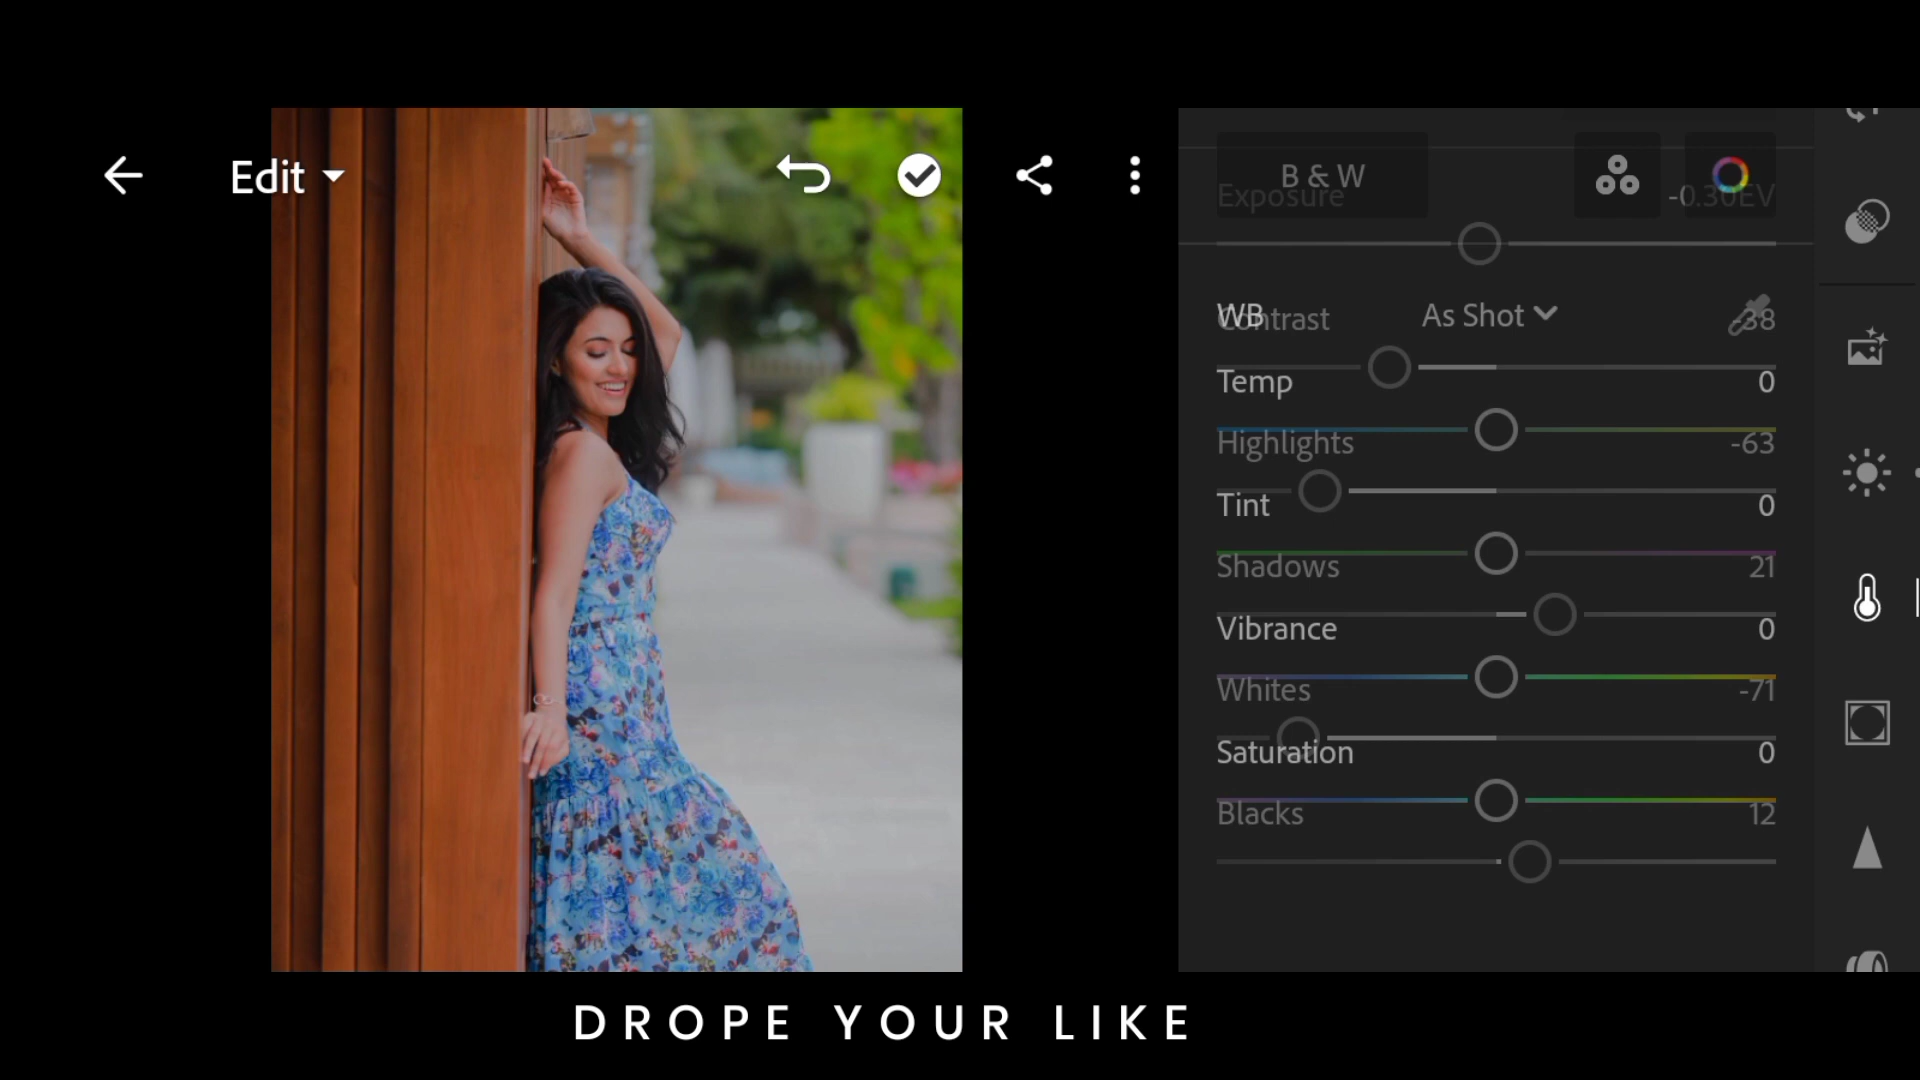 Edit
B & W
Exposure -0.30EV
WB As Shot
Contrast -38
Temp 0
Highlights -63
Tint 0
Shadows 21
Vibrance 0
Whites -71
Saturation 0
Blacks 12
DROPE YOUR LIKE